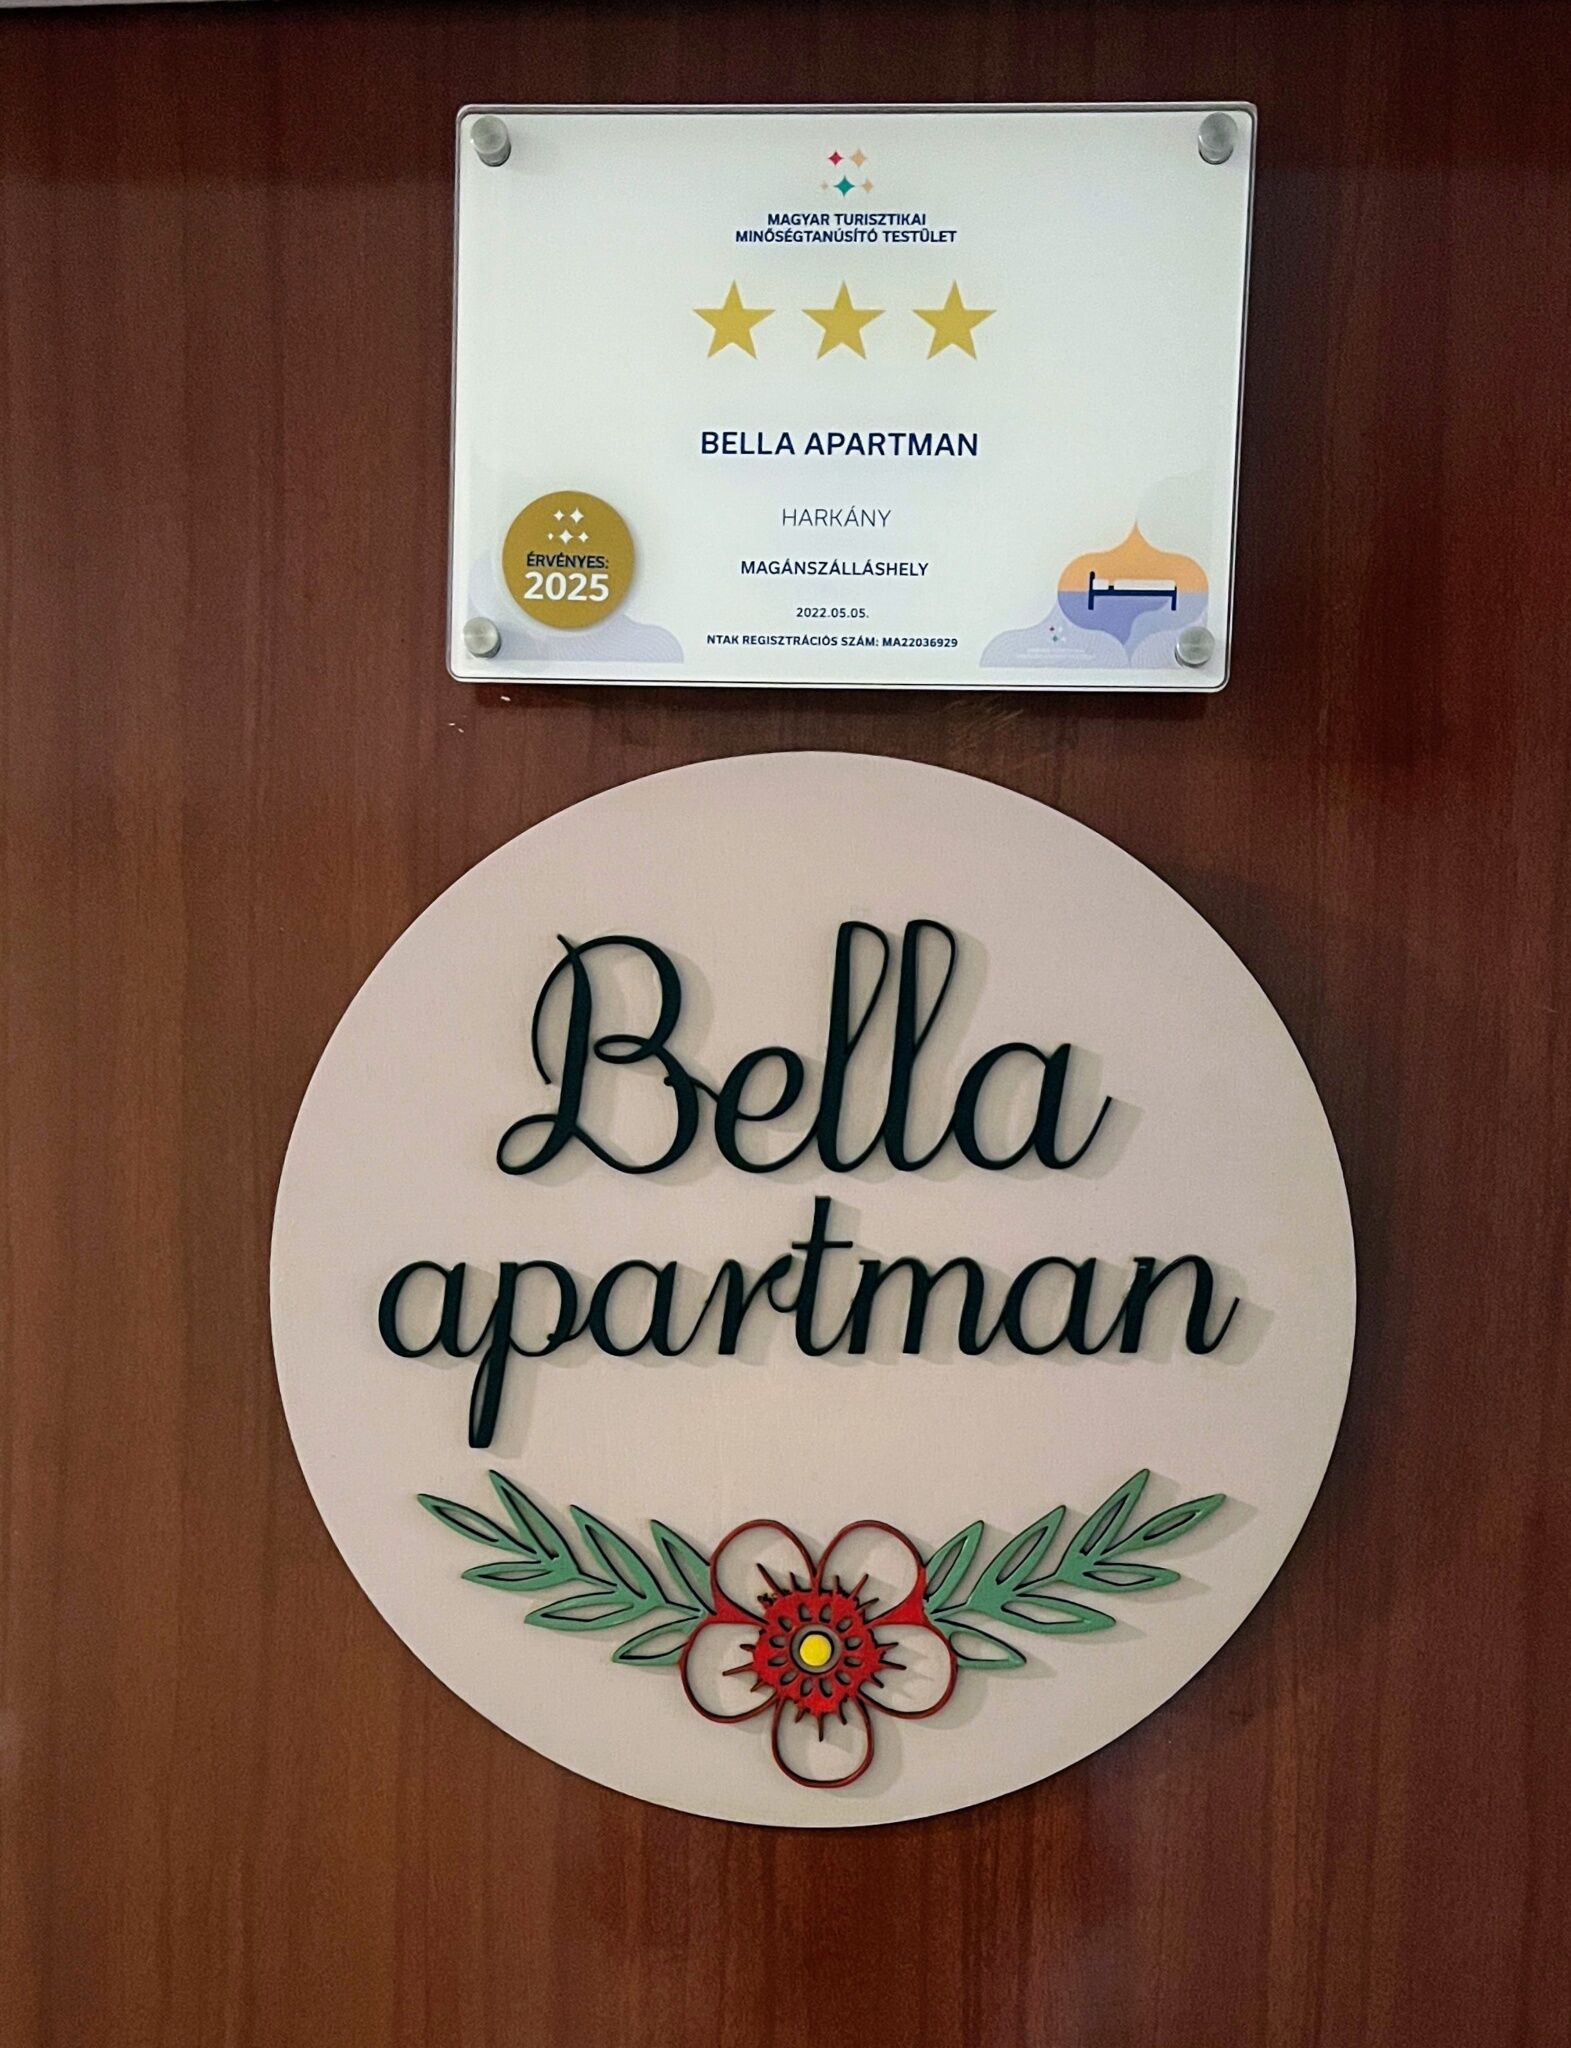 MAGYAR TURISZTIKAI
MINŐSÉGTANÚSÍTÓ TESTÜLET
BELLA APARTMAN
HARKÁNY
MAGÁNSZÁLLÁSHELY
2022.05.05.
NTAK REGISZTRÁCIÓS SZÁM: MA22036929
ÉRVÉNYES:
2025
Bella
apartman